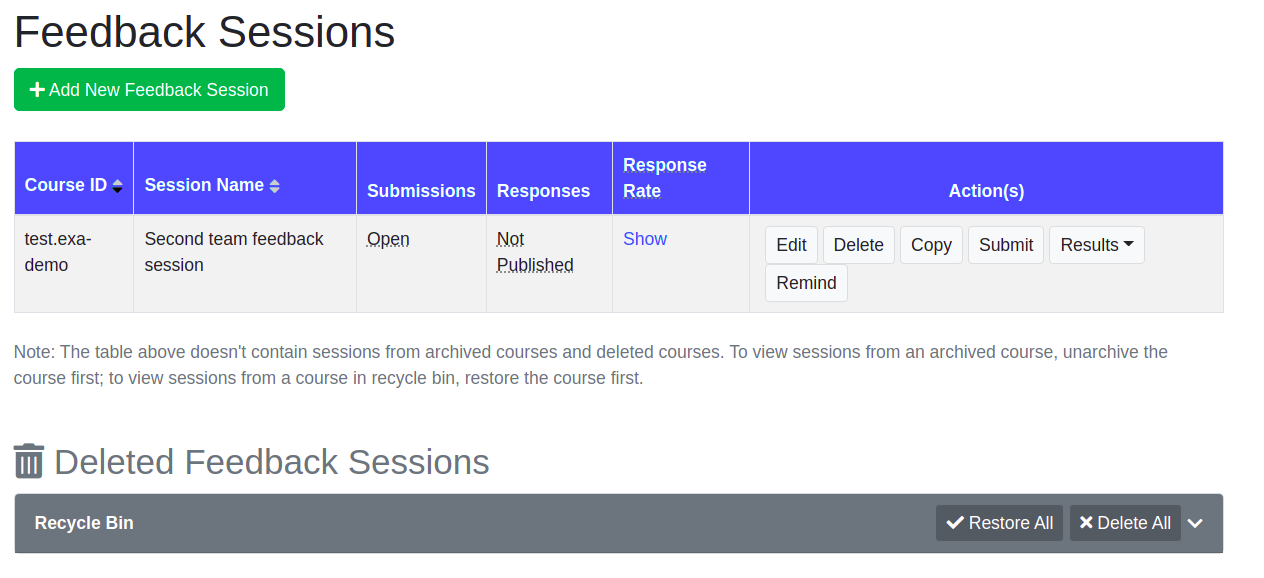 Feedback Sessions
Add New Feedback Session
Course ID
Session Name
Submissions
Responses
Response
Rate
Action(s)
test.exa-
demo
Second team feedback
session
Open
Not
Published
Show
Edit
Delete
Copy
Submit
Results
Remind
Note: The table above doesn't contain sessions from archived courses and deleted courses. To view sessions from an archived course, unarchive the
course first; to view sessions from a course in recycle bin, restore the course first.
Deleted Feedback Sessions
Recycle Bin
Restore All
Delete All